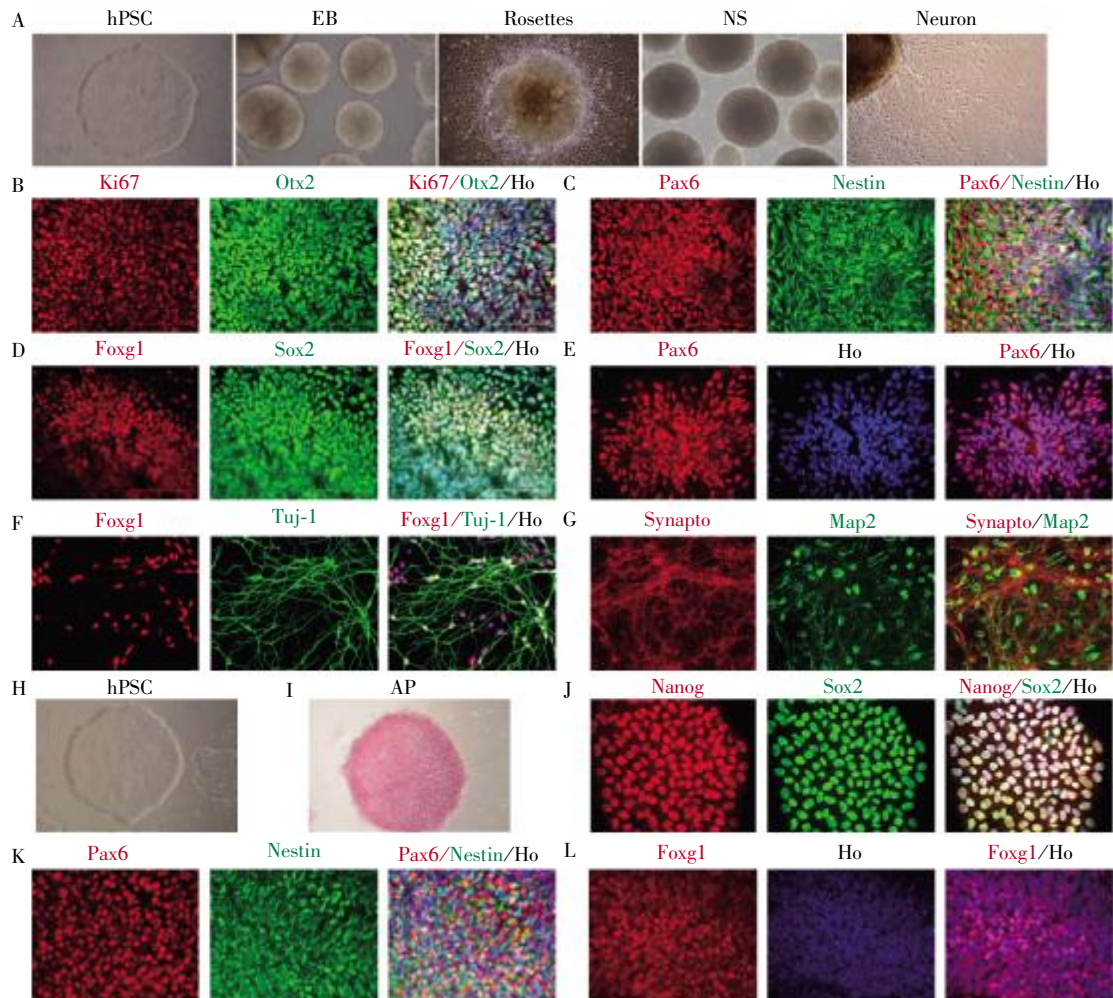 A hPSC EB Rosettes NS Neuron
B Ki67 Otx2 Ki67/Otx2/Ho C Pax6 Nestin Pax6/Nestin/Ho
D Foxg1 Sox2 Foxg1/Sox2/Ho E Pax6 Ho Pax6/Ho
F Foxg1 Tuj-1 Foxg1/Tuj-1/Ho G Synapto Map2 Synapto/Map2
H hPSC I AP J Nanog Sox2 Nanog/Sox2/Ho
K Pax6 Nestin Pax6/Nestin/Ho L Foxg1 Ho Foxg1/Ho